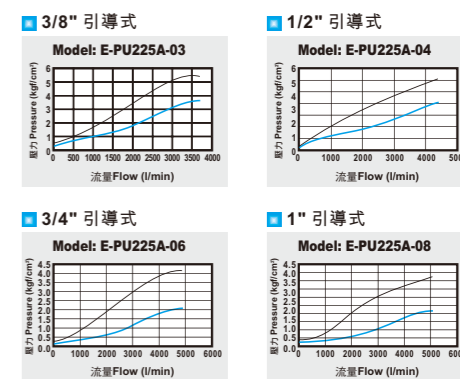 3/8" 引導式
Model: E-PU225A-03
壓力 Pressure (kgf/cm²)
6
5
4
3
2
1
0
0 500 1000 1500 2000 2500 3000 3500 4000
流量Flow (l/min)
1/2" 引導式
Model: E-PU225A-04
壓力 Pressure (kgf/cm²)
6
5
4
3
2
1
0
0 1000 2000 3000 4000 500
流量Flow (l/min)
3/4" 引導式
Model: E-PU225A-06
壓力 Pressure (kgf/cm²)
4.5
4.0
3.5
3.0
2.5
2.0
1.5
1.0
0.5
0.0
0 1000 2000 3000 4000 5000 6000
流量Flow (l/min)
1" 引導式
Model: E-PU225A-08
壓力 Pressure (kgf/cm²)
4.5
4.0
3.5
3.0
2.5
2.0
1.5
1.0
0.5
0.0
0 1000 2000 3000 4000 5000 600
流量Flow (l/min)